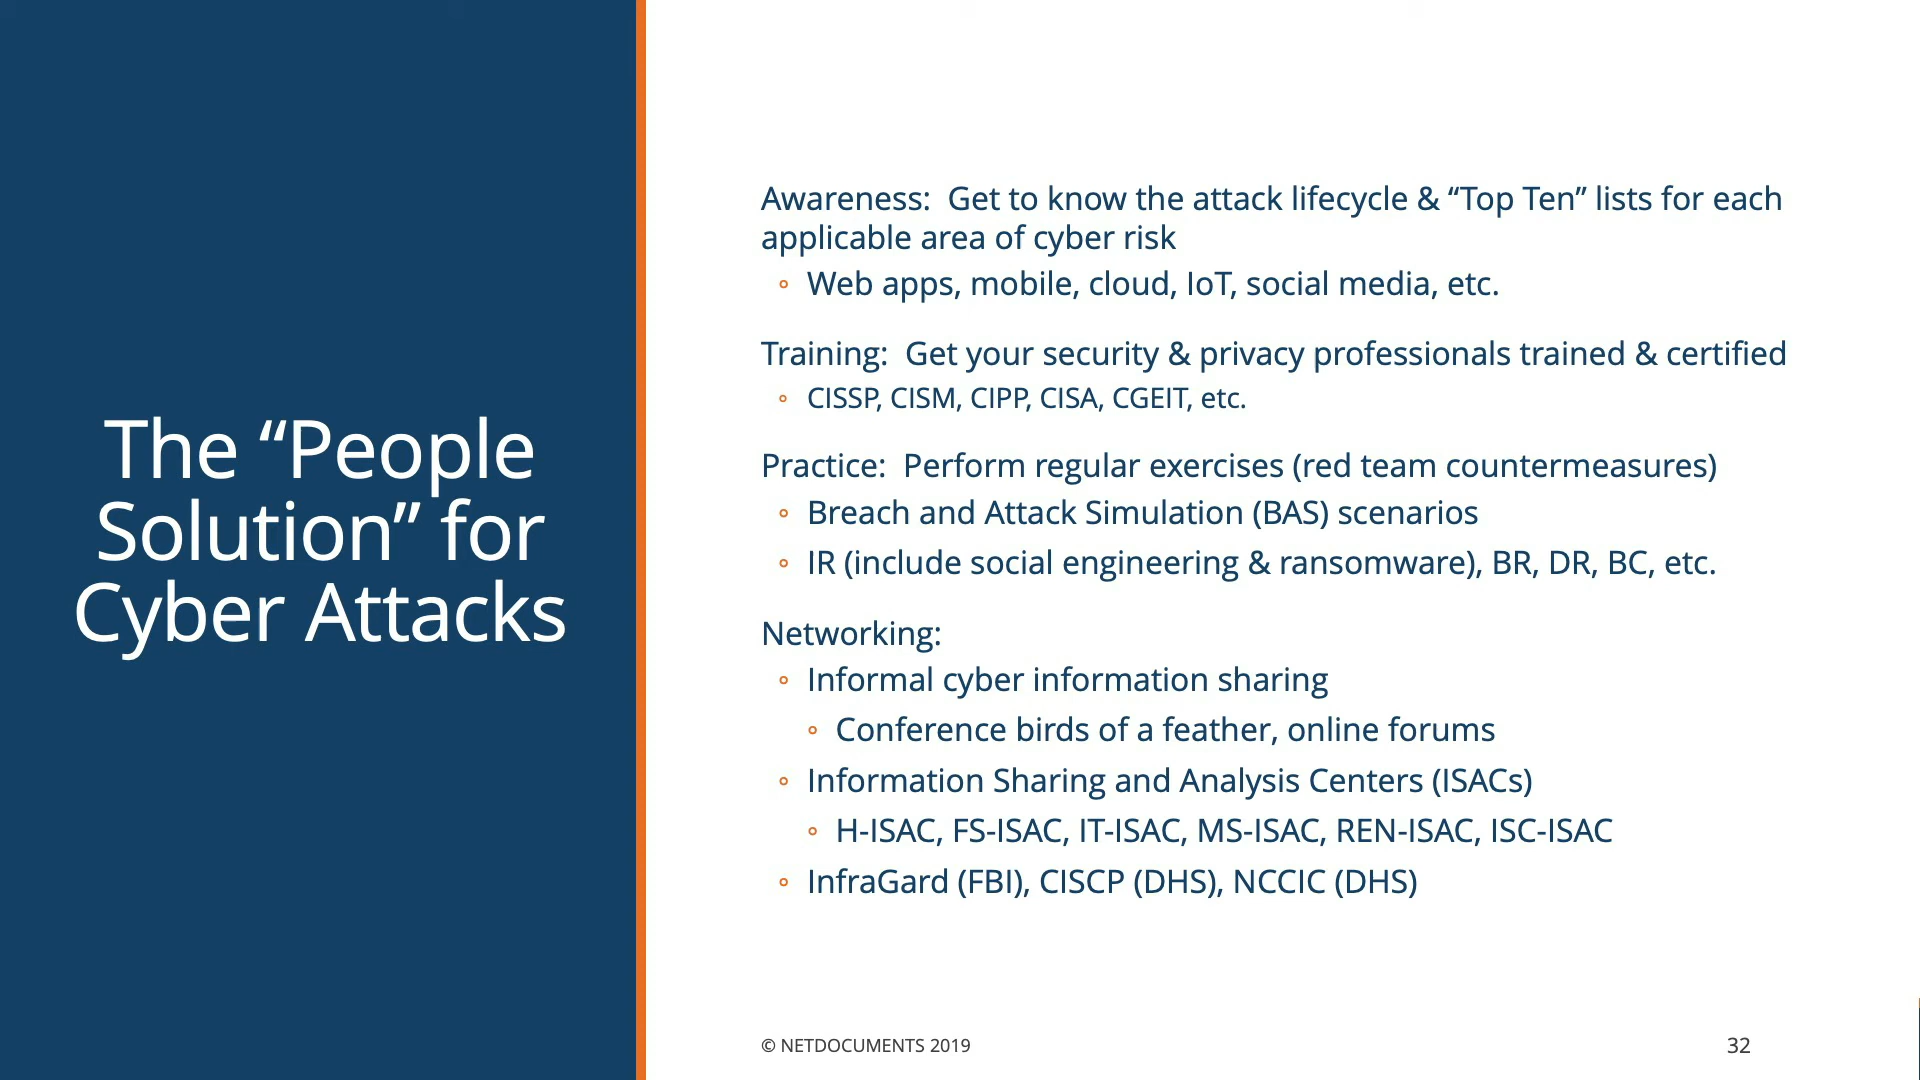 The “People
Solution” for
Cyber Attacks
Awareness:  Get to know the attack lifecycle & “Top Ten” lists for each
applicable area of cyber risk
Web apps, mobile, cloud, IoT, social media, etc.
Training:  Get your security & privacy professionals trained & certified
CISSP, CISM, CIPP, CISA, CGEIT, etc.
Practice:  Perform regular exercises (red team countermeasures)
Breach and Attack Simulation (BAS) scenarios
IR (include social engineering & ransomware), BR, DR, BC, etc.
Networking:
Informal cyber information sharing
Conference birds of a feather, online forums
Information Sharing and Analysis Centers (ISACs)
H-ISAC, FS-ISAC, IT-ISAC, MS-ISAC, REN-ISAC, ISC-ISAC
InfraGard (FBI), CISCP (DHS), NCCIC (DHS)
© NETDOCUMENTS 2019
32